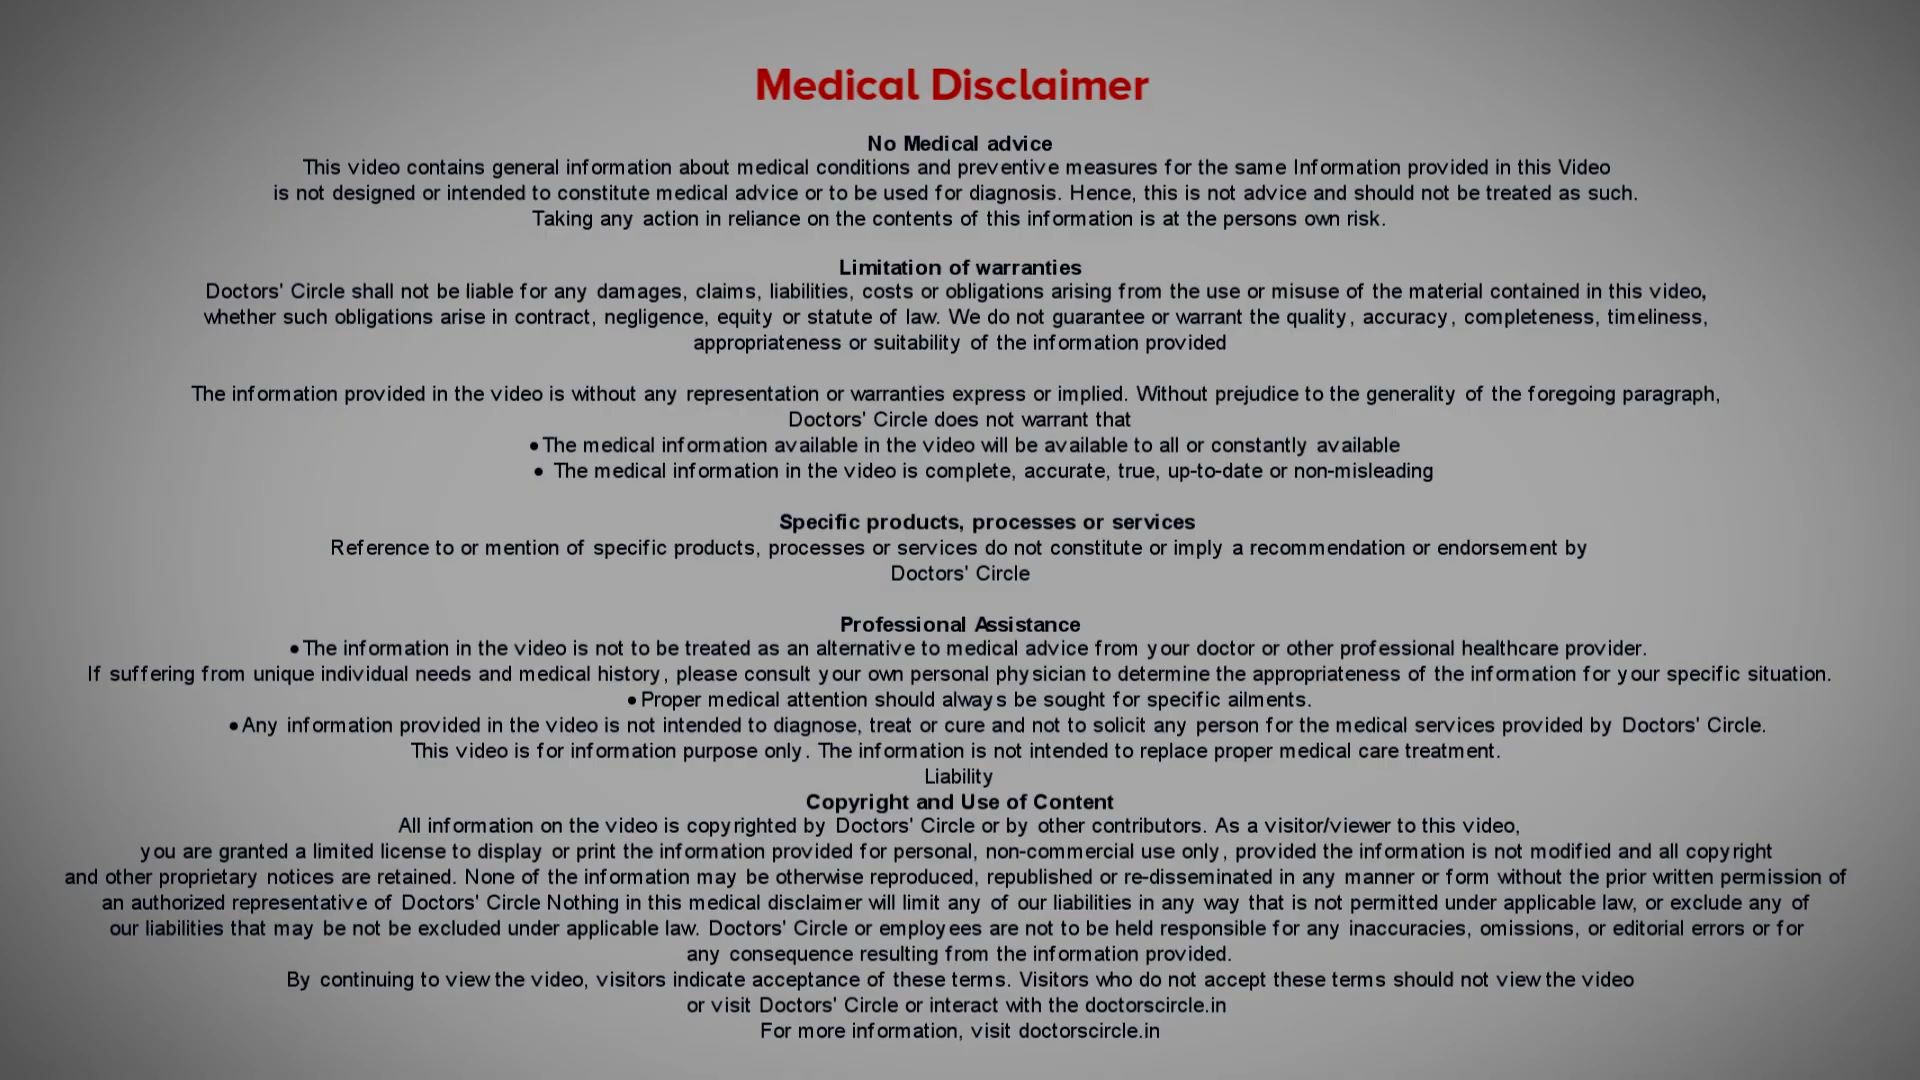 Medical Disclaimer
No Medical advice
This video contains general information about medical conditions and preventive measures for the same Information provided in this Video
is not designed or intended to constitute medical advice or to be used for diagnosis. Hence, this is not advice and should not be treated as such.
Taking any action in reliance on the contents of this information is at the persons own risk.
Limitation of warranties
Doctors' Circle shall not be liable for any damages, claims, liabilities, costs or obligations arising from the use or misuse of the material contained in this video,
whether such obligations arise in contract, negligence, equity or statute of law. We do not guarantee or warrant the quality, accuracy, completeness, timeliness,
appropriateness or suitability of the information provided
The information provided in the video is without any representation or warranties express or implied. Without prejudice to the generality of the foregoing paragraph,
Doctors' Circle does not warrant that
•The medical information available in the video will be available to all or constantly available
• The medical information in the video is complete, accurate, true, up-to-date or non-misleading
Specific products, processes or services
Reference to or mention of specific products, processes or services do not constitute or imply a recommendation or endorsement by
Doctors' Circle
Professional Assistance
•The information in the video is not to be treated as an alternative to medical advice from your doctor or other professional healthcare provider.
If suffering from unique individual needs and medical history, please consult your own personal physician to determine the appropriateness of the information for your specific situation.
•Proper medical attention should always be sought for specific ailments.
•Any information provided in the video is not intended to diagnose, treat or cure and not to solicit any person for the medical services provided by Doctors' Circle.
This video is for information purpose only. The information is not intended to replace proper medical care treatment.
Liability
Copyright and Use of Content
All information on the video is copyrighted by Doctors' Circle or by other contributors. As a visitor/viewer to this video,
you are granted a limited license to display or print the information provided for personal, non-commercial use only, provided the information is not modified and all copyright
and other proprietary notices are retained. None of the information may be otherwise reproduced, republished or re-disseminated in any manner or form without the prior written permission of
an authorized representative of Doctors' Circle Nothing in this medical disclaimer will limit any of our liabilities in any way that is not permitted under applicable law, or exclude any of
our liabilities that may be not be excluded under applicable law. Doctors' Circle or employees are not to be held responsible for any inaccuracies, omissions, or editorial errors or for
any consequence resulting from the information provided.
By continuing to view the video, visitors indicate acceptance of these terms. Visitors who do not accept these terms should not view the video
or visit Doctors' Circle or interact with the doctorscircle.in
For more information, visit doctorscircle.in